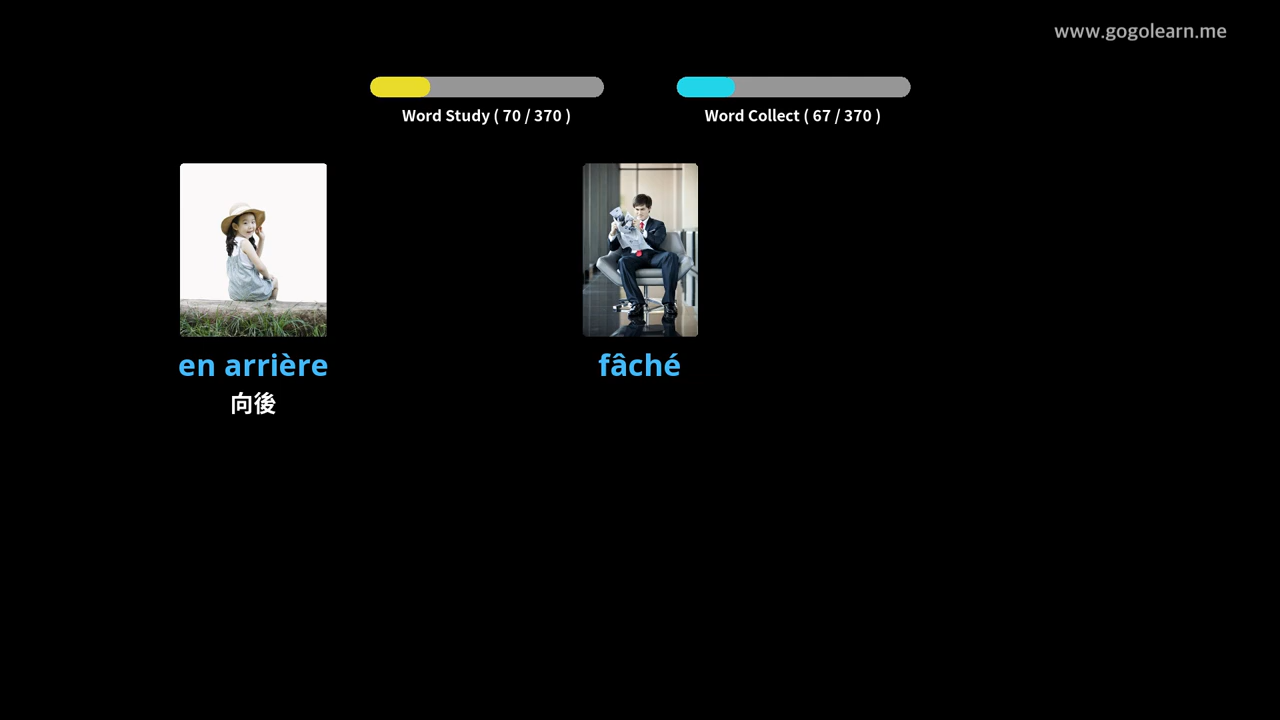 www.gogolearn.me
Word Study ( 70 / 370 )
Word Collect ( 67 / 370 )
en arrière
向後
fâché